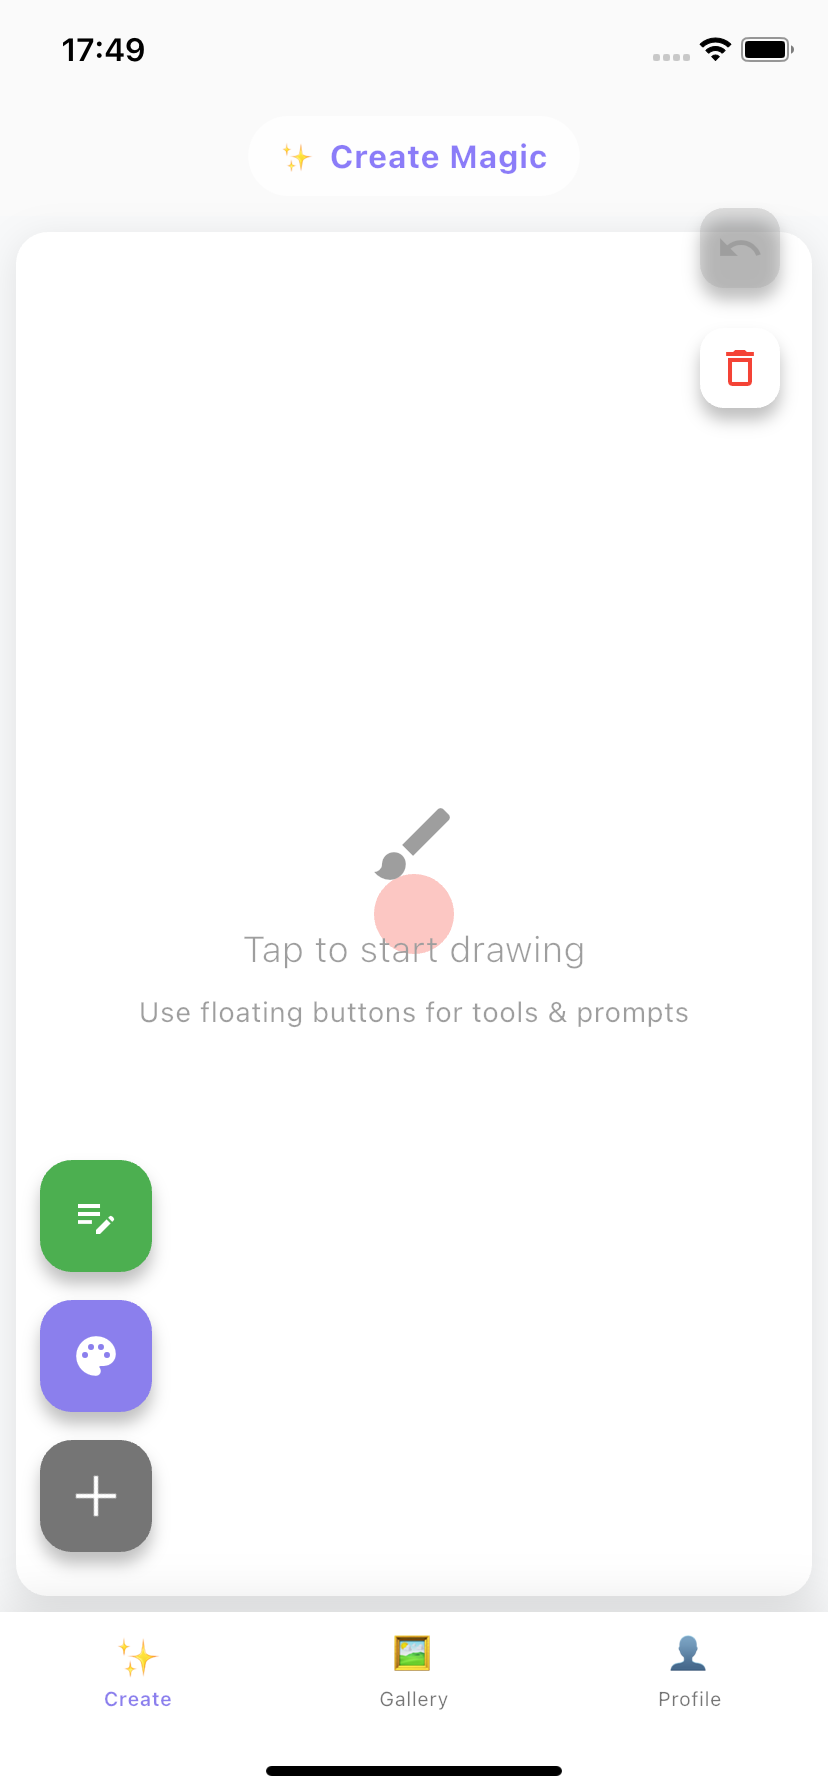 17:49
✨ Create Magic
Tap to start drawing
Use floating buttons for tools & prompts
Create
Gallery
Profile